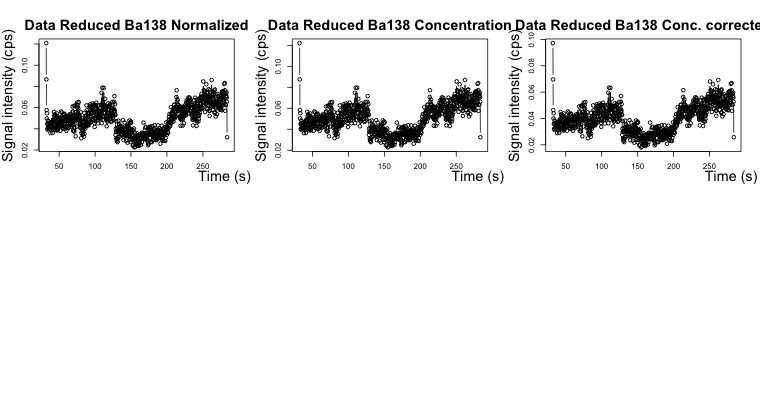 Data Reduced Ba138 Normalized
Signal intensity (cps)
0.02 0.06 0.10
50 100 150 200 250
Time (s)
Data Reduced Ba138 Concentration
Signal intensity (cps)
0.02 0.06 0.10
50 100 150 200 250
Time (s)
Data Reduced Ba138 Conc. correcte
Signal intensity (cps)
0.02 0.04 0.06 0.08 0.10
50 100 150 200 250
Time (s)